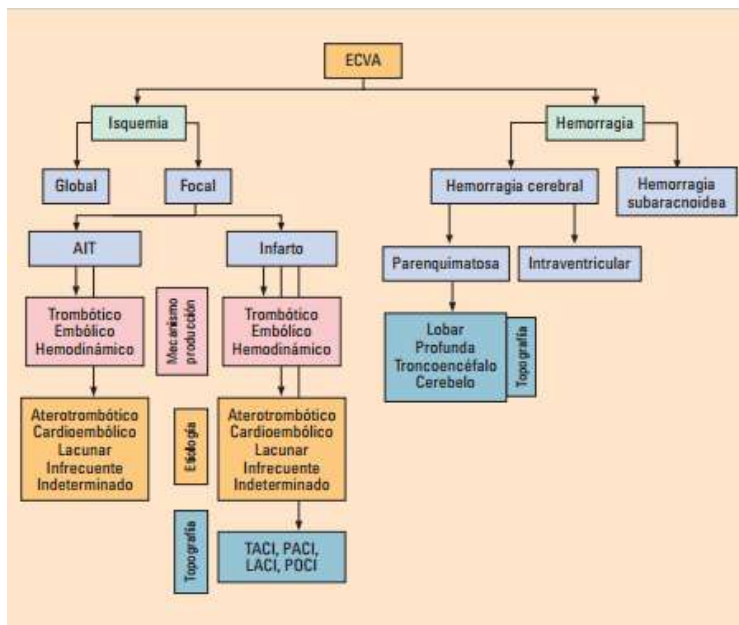 ECVA
Isquemia
Hemorragia
Global
Focal
Hemorragia cerebral
Hemorragia
subaracnoidea
AIT
Infarto
Parenquimatosa
Intraventricular
Trombótico
Embólico
Hemodinámico
Mecanismo
producción
Trombótico
Embólico
Hemodinámico
Lobar
Profunda
Troncoencéfalo
Cerebelo
Topografía
Aterotrombótico
Cardioembólico
Lacunar
Infrecuente
Indeterminado
Etiología
Aterotrombótico
Cardioembólico
Lacunar
Infrecuente
Indeterminado
Topografía
TACI, PACI,
LACI, POCI